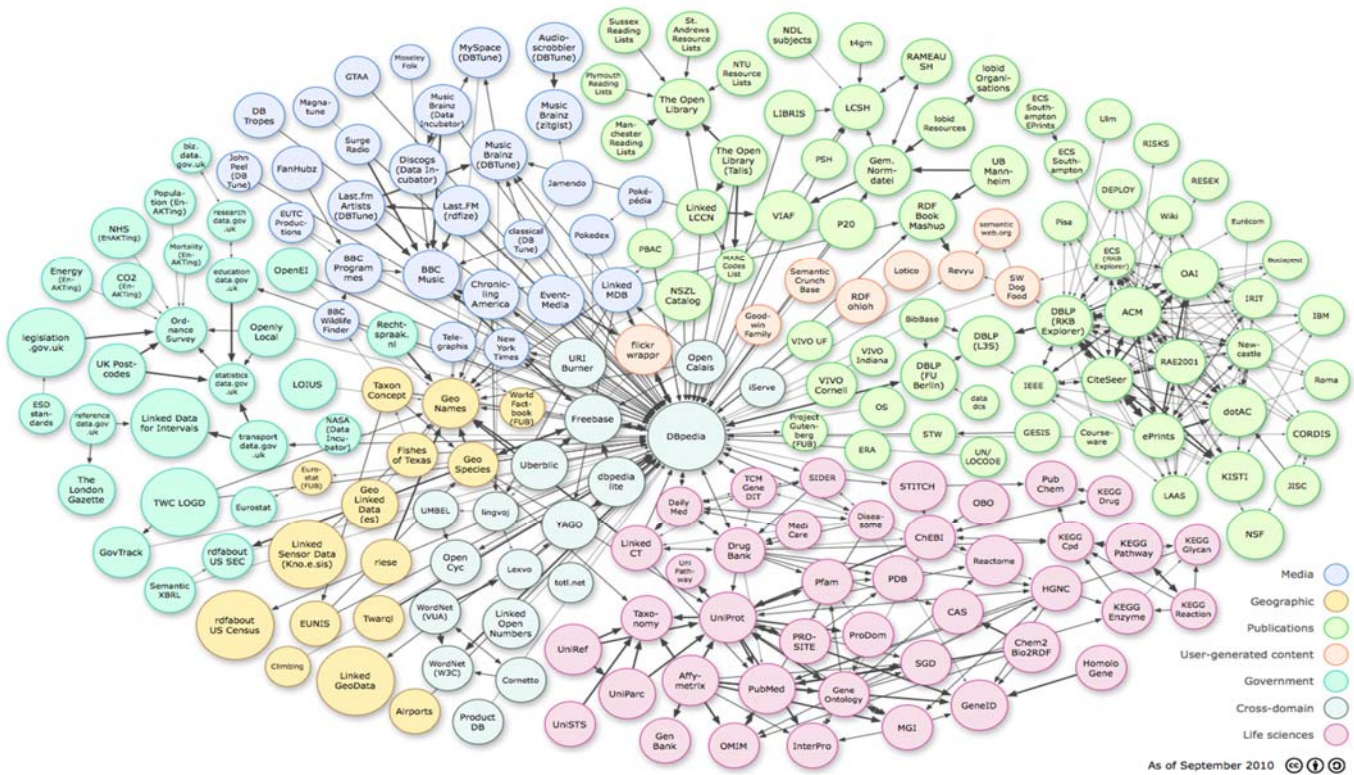 Sussex
Reading
Lists
St.
Andrews
Resource
Lists
NDL
subjects
t4gm
RAMEAU
SH
lobid
Organi-
sations
Plymouth
Reading
Lists
NTU
Resource
Lists
The Open
Library
LIBRIS
LCSH
lobid
Resources
ECS
South-
ampton
EPrints
Ulm
RISKS
Man-
chester
Reading
Lists
The Open
Library
(Talis)
PSH
Gem.
Norm-
datei
UB
Mann-
heim
ECS
South-
ampton
DEPLOY
RESEX
Moseley
Folk
MySpace
(DBTune)
Audio-
scrobbler
(DBTune)
GTAA
Magna-
tune
DB
Tropes
Music
Brainz
(Data
Incubator)
Music
Brainz
(zitgist)
Surge
Radio
Discogs
(Data In-
cubator)
Music
Brainz
(DBTune)
John
Peel
(DB
Tune)
FanHubz
Last.fm
Artists
(DBTune)
Last.FM
(rdfize)
Jamendo
Poké-
pédia
Linked
LCCN
VIAF
P20
RDF
Book
Mashup
semantic
web.org
Pisa
Wiki
Eurécom
biz.
data.
gov.uk
Popula-
tion (En-
AKTing)
research
data.gov
.uk
EUTC
Produc-
tions
classical
(DB
Tune)
Pokedex
PBAC
MARC
Codes
List
NHS
(EnAKTing)
Mortality
(En-
AKTing)
Energy
(En-
AKTing)
CO2
(En-
AKTing)
education
.data.gov
.uk
OpenEI
BBC
Program
mes
BBC
Music
Chronic-
ling
America
Event-
Media
Linked
MDB
NSZL
Catalog
Semantic
Crunch
Base
RDF
ohloh
Lotico
Revyu
SW
Dog
Food
ECS
(RKB
Explorer)
OAI
Budapest
IRIT
IBM
legislation
.gov.uk
Ord-
nance
Survey
Openly
Local
BBC
Wildlife
Finder
Recht-
spraak.
nl
Tele-
graphis
New
York
Times
URI
Burner
flickr
wrappr
Open
Calais
Good-
win
Family
VIVO UF
BibBase
DBLP
(L3S)
DBLP
(RKB
Explorer)
ACM
RAE2001
New-
castle
UK Post-
codes
statistics
data.gov
.uk
LOIUS
Taxon
Concept
Geo
Names
World
Fact-
book
(FUB)
Freebase
iServe
VIVO
Indiana
VIVO
Cornell
DBLP
(FU
Berlin)
IEEE
CiteSeer
Roma
ESD
stan-
dards
reference
data.gov
.uk
Linked Data
for Intervals
transport
data.gov
.uk
NASA
(Data
Incu-
bator)
Fishes
of Texas
Geo
Species
Uberblic
DBpedia
Project
Guten-
berg
(FUB)
OS
data
dcs
STW
GESIS
Course-
ware
dotAC
ePrints
CORDIS
The
London
Gazette
TWC LOGD
Euro-
stat
(FUB)
Eurostat
Geo
Linked
Data
(es)
UMBEL
lingvoj
dbpedia
lite
YAGO
Daily
Med
TCM
Gene
DIT
SIDER
ERA
UN/
LOCODE
STITCH
OBO
Pub
Chem
KEGG
Drug
LAAS
KISTI
JISC
NSF
GovTrack
rdfabout
US SEC
Linked
Sensor Data
(Kno.e.sis)
riese
Open
Cyc
Lexvo
totl.net
Linked
CT
Drug
Bank
Medi
Care
Disea-
some
ChEBI
Reactome
KEGG
Cpd
KEGG
Pathway
KEGG
Glycan
Semantic
XBRL
rdfabout
US Census
EUNIS
Twarql
WordNet
(VUA)
Linked
Open
Numbers
Uni
Path-
way
Taxo-
nomy
UniProt
Pfam
PDB
CAS
HGNC
KEGG
Enzyme
KEGG
Reaction
Climbing
Linked
GeoData
WordNet
(W3C)
Cornetto
UniRef
PRO-
SITE
ProDom
SGD
Chem2
Bio2RDF
Homolo
Gene
Airports
Product
DB
UniParc
UniSTS
Affy-
metrix
PubMed
Gene
Ontology
GeneID
Gen
Bank
OMIM
InterPro
MGI
Media
Geographic
Publications
User-generated content
Government
Cross-domain
Life sciences
As of September 2010